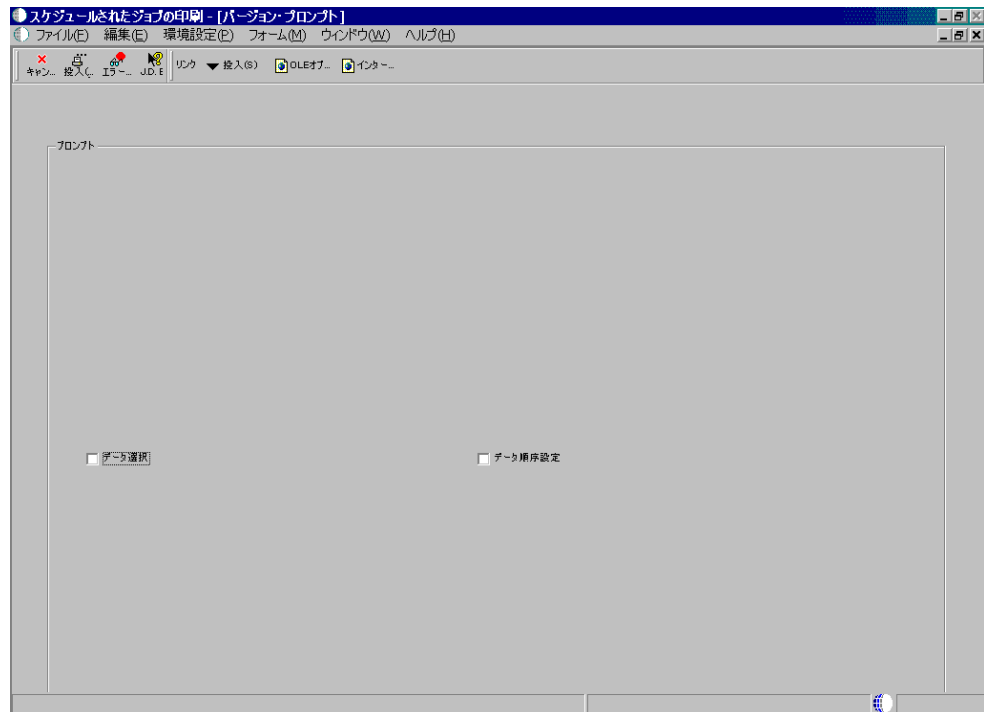 スケジュールされたジョブの印刷 - [バージョン・プロンプト]
ファイル(F) 編集(E) 環境設定(P) フォーム(M) ウィンドウ(W) ヘルプ(H)
キャン... 投入(... エラー... J.D.E リンク 投入(S) OLEオブ... インター...
プロンプト
データ選択 データ順序設定